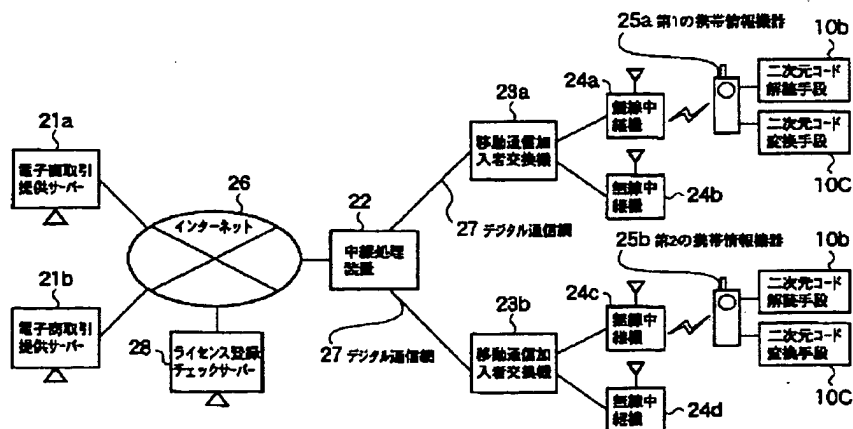 25a 第1の携帯情報機器
10b
二次元コード
解読手段
24a
23a
無線中
継機
二次元コード
変換手段
10C
21a
電子商取引
提供サーバー
26
インターネット
22
移動通信加
入者交換機
無線中
継機
24b
中継処理
装置
27 デジタル通信網
25b 第2の携帯情報機器
10b
二次元コード
解読手段
21b
電子商取引
提供サーバー
23b
24c
無線中
継機
二次元コード
変換手段
10C
28
ライセンス登録
チェックサーバー
27 デジタル通信網
移動通信加
入者交換機
無線中
継機
24d